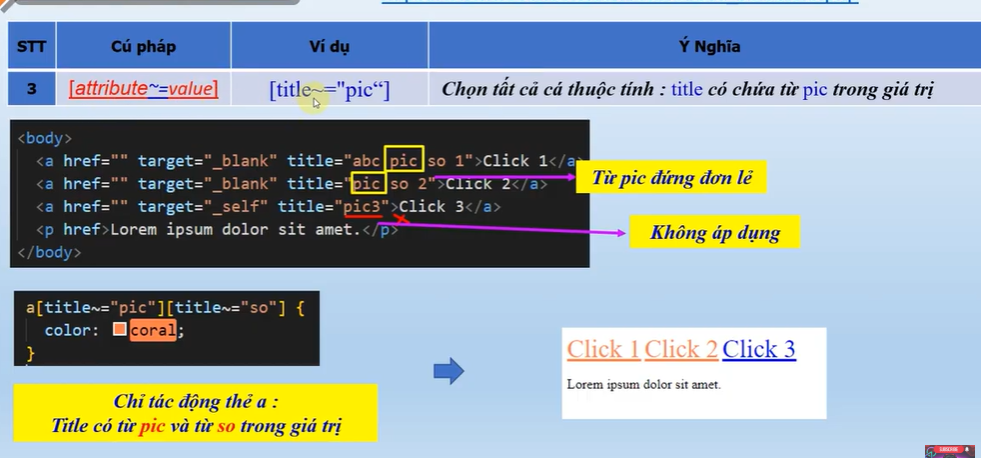 STT Cú pháp Ví dụ Ý Nghĩa
3 [attribute~=value] [title~="pic“] Chọn tất cả cá thuộc tính : title có chứa từ pic trong giá trị
<body>
<a href="" target="_blank" title="abc pic so 1">Click 1</a>
<a href="" target="_blank" title="pic so 2">Click 2</a>
<a href="" target="_self" title="pic3">Click 3</a>
<p href>Lorem ipsum dolor sit amet.</p>
</body>
Từ pic đứng đơn lẻ
Không áp dụng
a[title~="pic"][title~="so"] {
color: coral;
}
Chỉ tác động thẻ a :
Title có từ pic và từ so trong giá trị
Click 1 Click 2 Click 3
Lorem ipsum dolor sit amet.